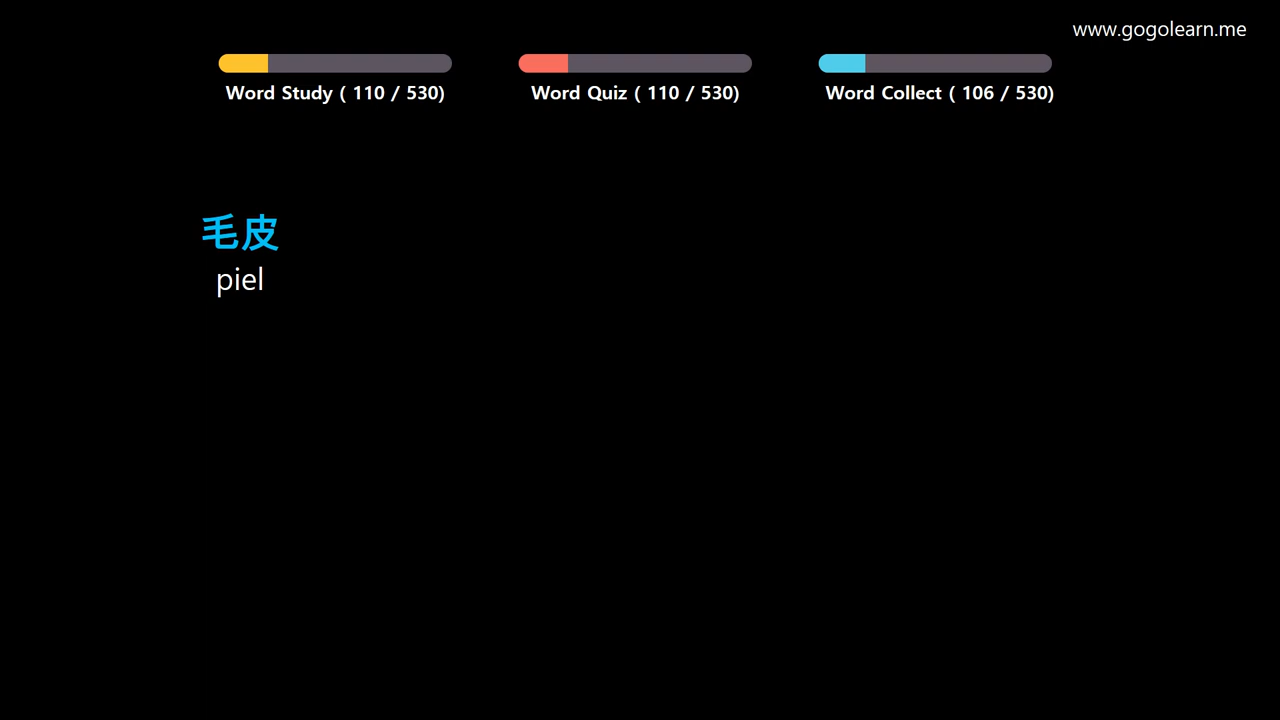 www.gogolearn.me
Word Study ( 110 / 530)
Word Quiz ( 110 / 530)
Word Collect ( 106 / 530)
毛皮
piel